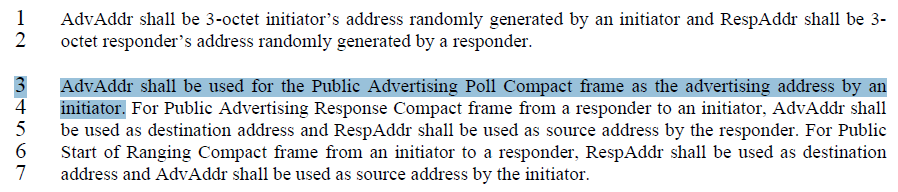 1 AdvAddr shall be 3-octet initiator’s address randomly generated by an initiator and RespAddr shall be 3-
2 octet responder’s address randomly generated by a responder.
3 AdvAddr shall be used for the Public Advertising Poll Compact frame as the advertising address by an
4 initiator. For Public Advertising Response Compact frame from a responder to an initiator, AdvAddr shall
5 be used as destination address and RespAddr shall be used as source address by the responder. For Public
6 Start of Ranging Compact frame from an initiator to a responder, RespAddr shall be used as destination
7 address and AdvAddr shall be used as source address by the initiator.